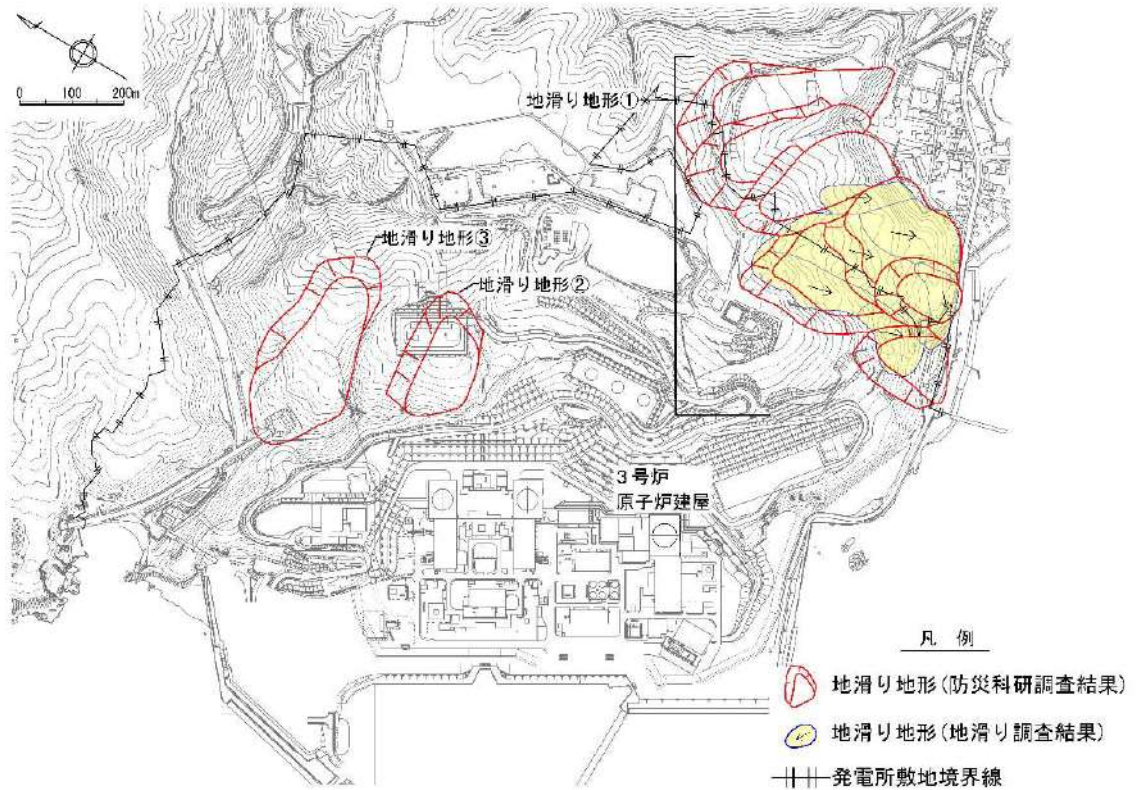 0 100 200m
地滑り地形①
地滑り地形③
地滑り地形②
3号炉
原子炉建屋
凡 例
地滑り地形(防災科研調査結果)
地滑り地形(地滑り調査結果)
発電所敷地境界線